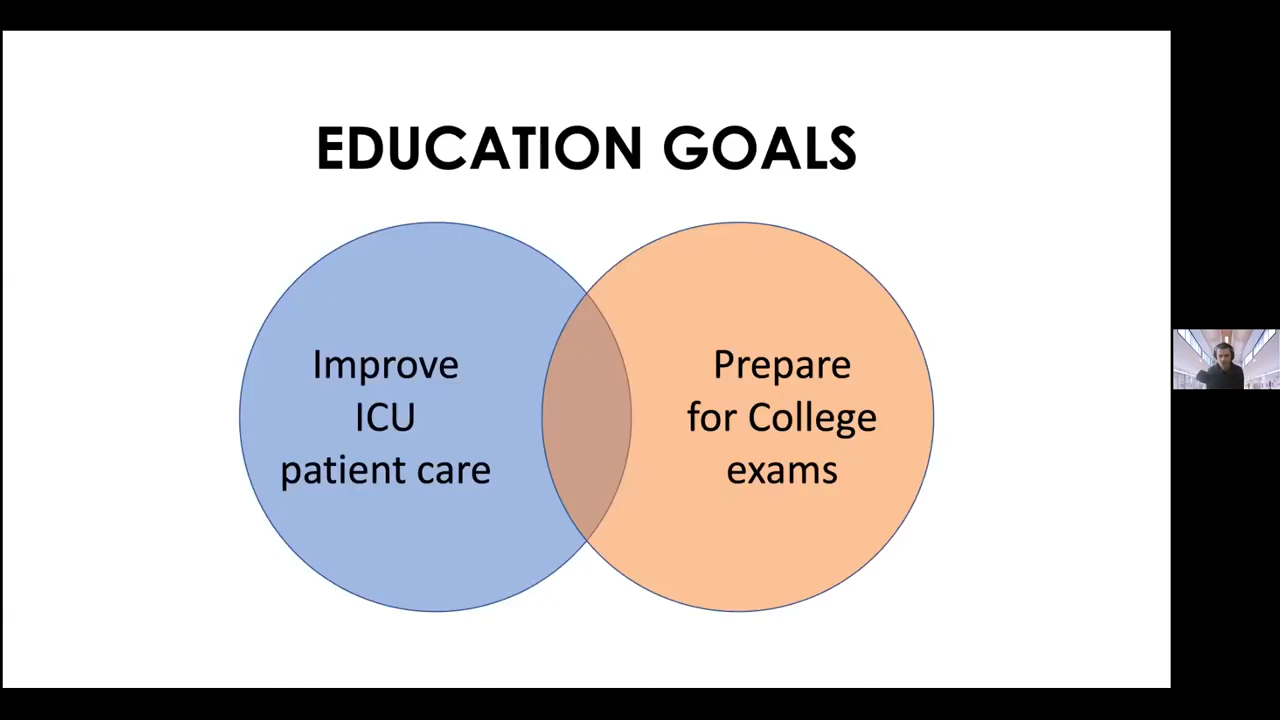 EDUCATION GOALS
Improve
ICU
patient care
Prepare
for College
exams